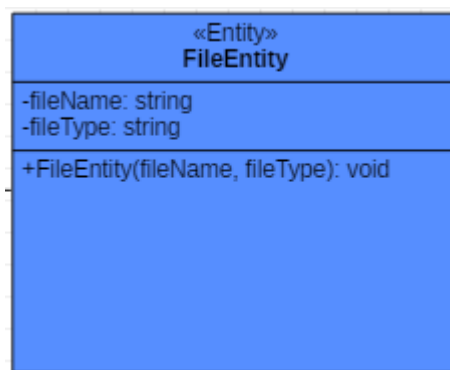 «Entity»
FileEntity
-fileName: string
-fileType: string
+FileEntity(fileName, fileType): void